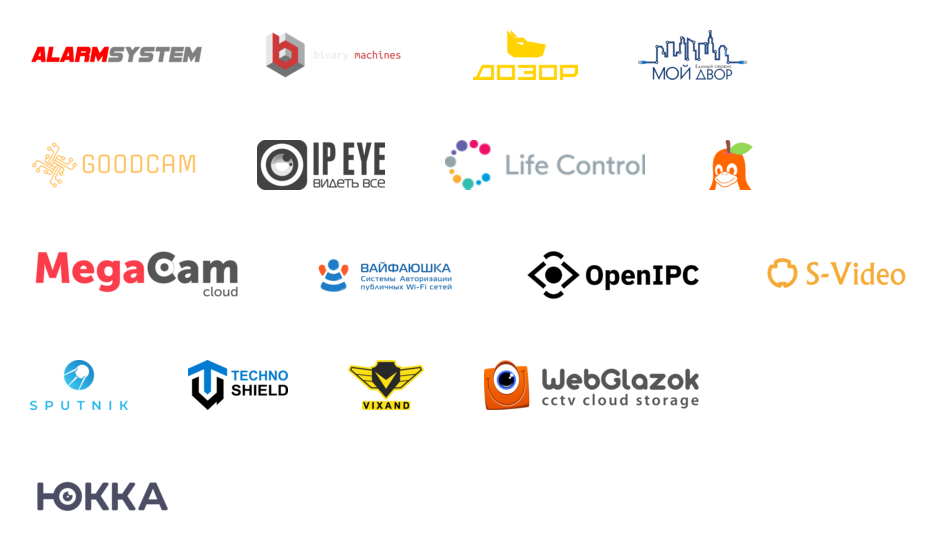 ALARMSYSTEM
binary machines
ДОЗОР
Единый сервис
МОЙ ДВОР
GOODCAM
IP EYE
ВИДЕТЬ ВСЕ
Life Control
MegaCam
cloud
ВАЙФАЮШКА
Системы Авторизации
публичных Wi-Fi сетей
OpenIPC
S-Video
SPUTNIK
TECHNO
SHIELD
VIXAND
WebGlazok
cctv cloud storage
ЮККА